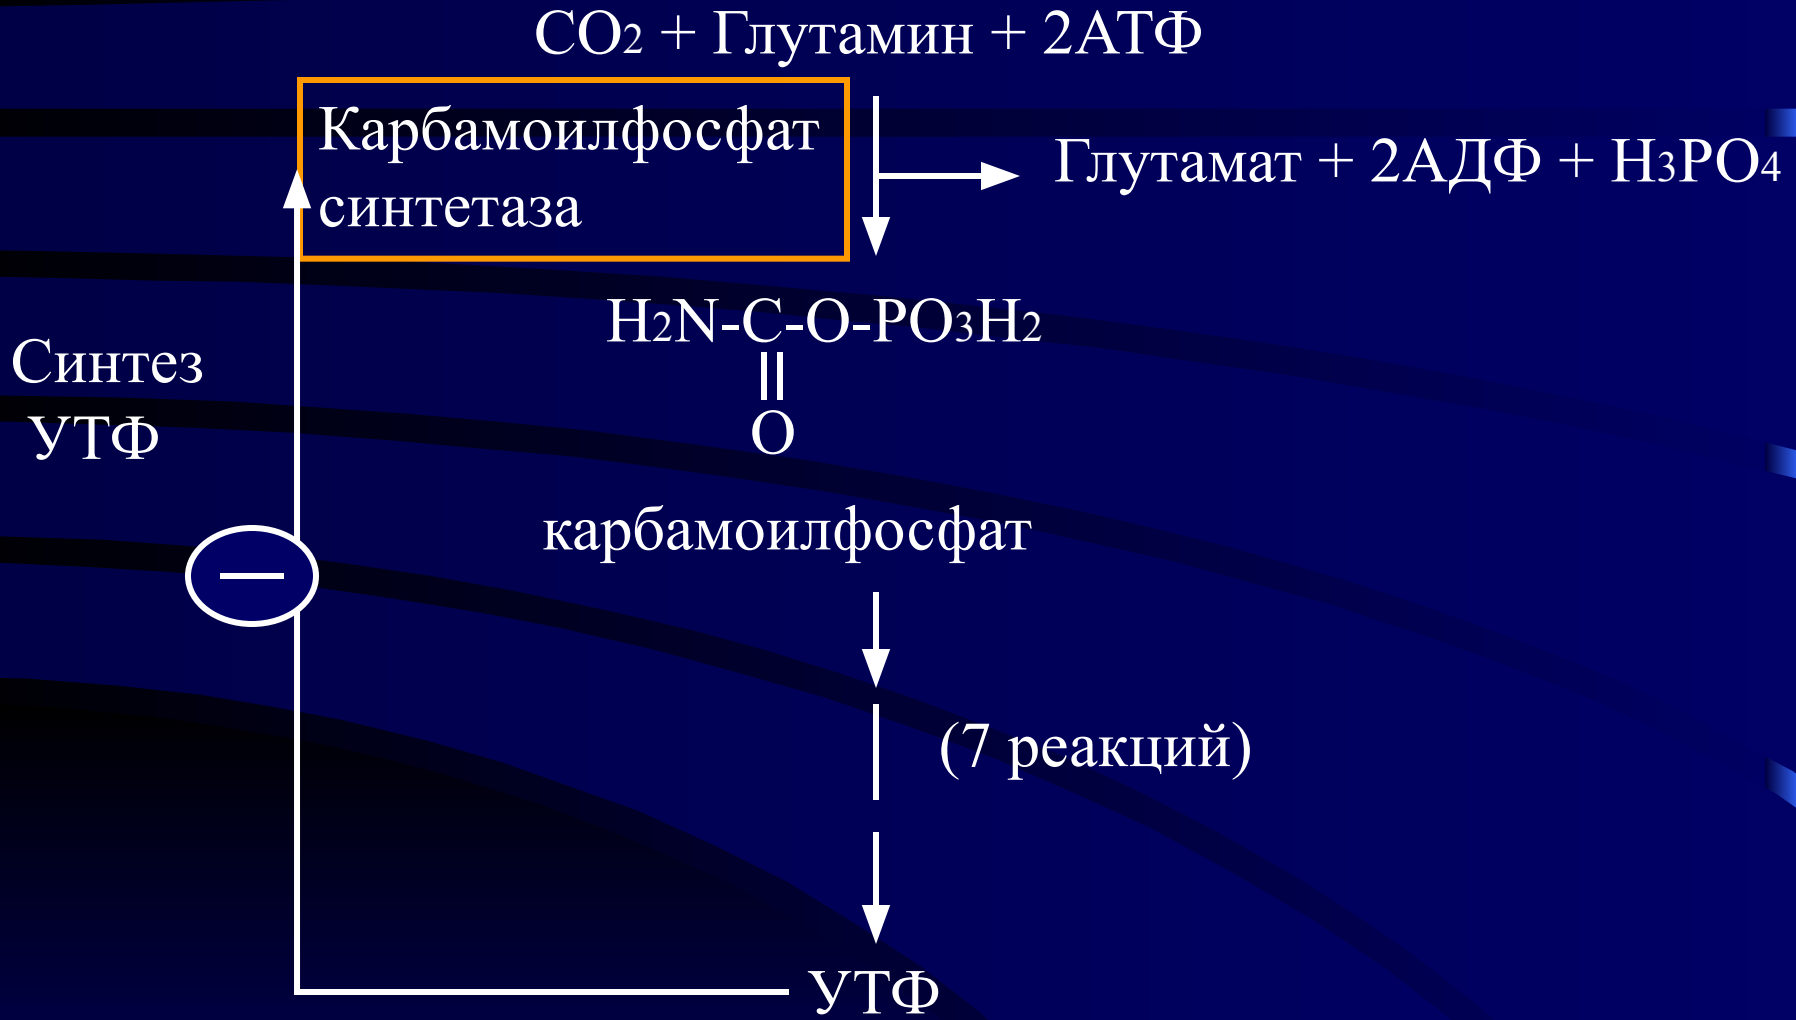 CO2 + Глутамин + 2АТФ
Карбамоилфосфат
синтетаза
Глутамат + 2АДФ + H3PO4
H2N-C-O-PO3H2
O
Синтез
УТФ
карбамоилфосфат
(7 реакций)
УТФ